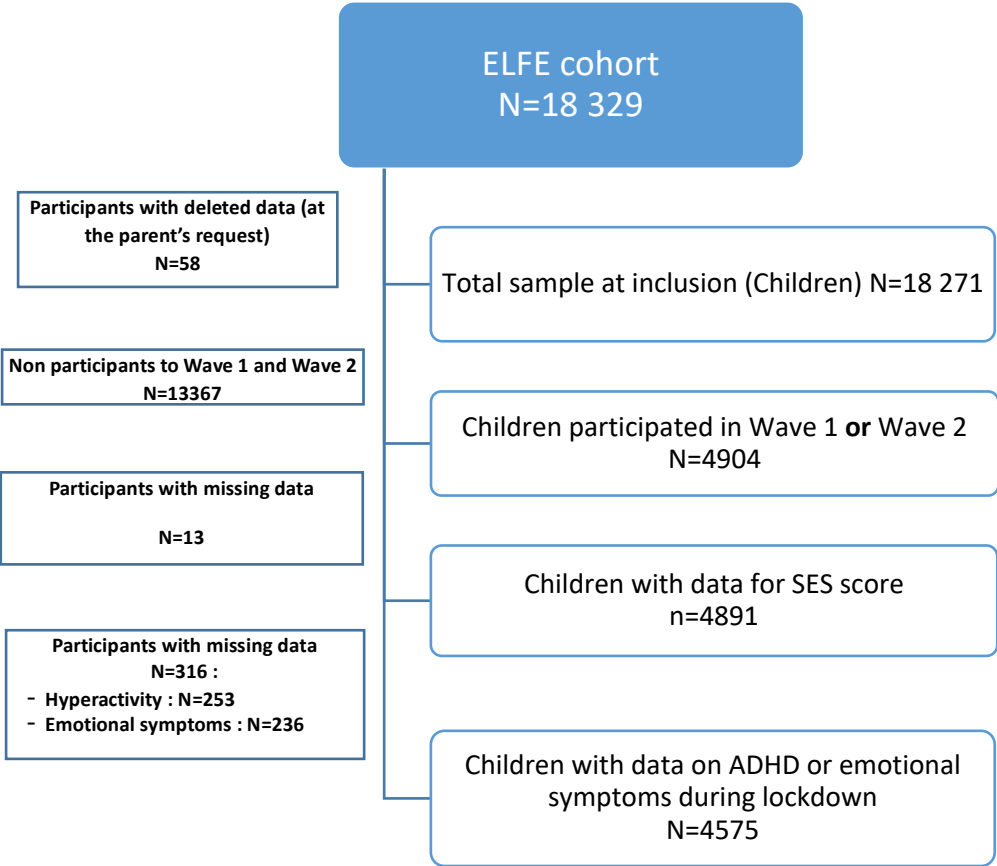 ELFE cohort
N=18 329
Participants with deleted data (at
the parent's request)
N=58
Total sample at inclusion (Children) N=18 271
Non participants to Wave 1 and Wave 2
N=13367
Children participated in Wave 1 or Wave 2
N=4904
Participants with missing data
N=13
Children with data for SES score
n=4891
Participants with missing data
N=316 :
- Hyperactivity : N=253
- Emotional symptoms : N=236
Children with data on ADHD or emotional
symptoms during lockdown
N=4575